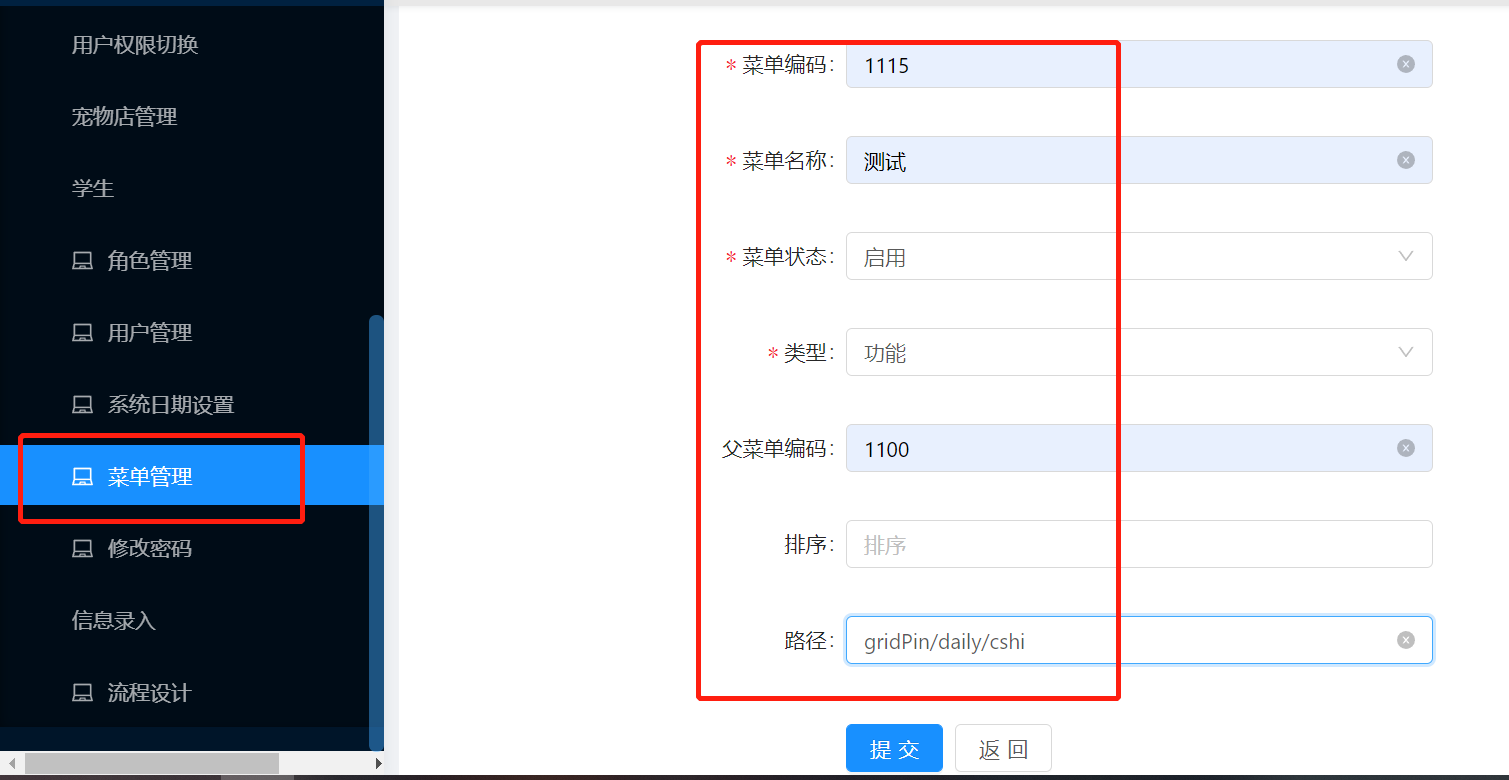 用户权限切换
宠物店管理
学生
角色管理
用户管理
系统日期设置
菜单管理
修改密码
信息录入
流程设计
* 菜单编码: 1115
* 菜单名称: 测试
* 菜单状态: 启用
* 类型: 功能
父菜单编码: 1100
排序: 排序
路径: gridPin/daily/cshi
提 交 返 回